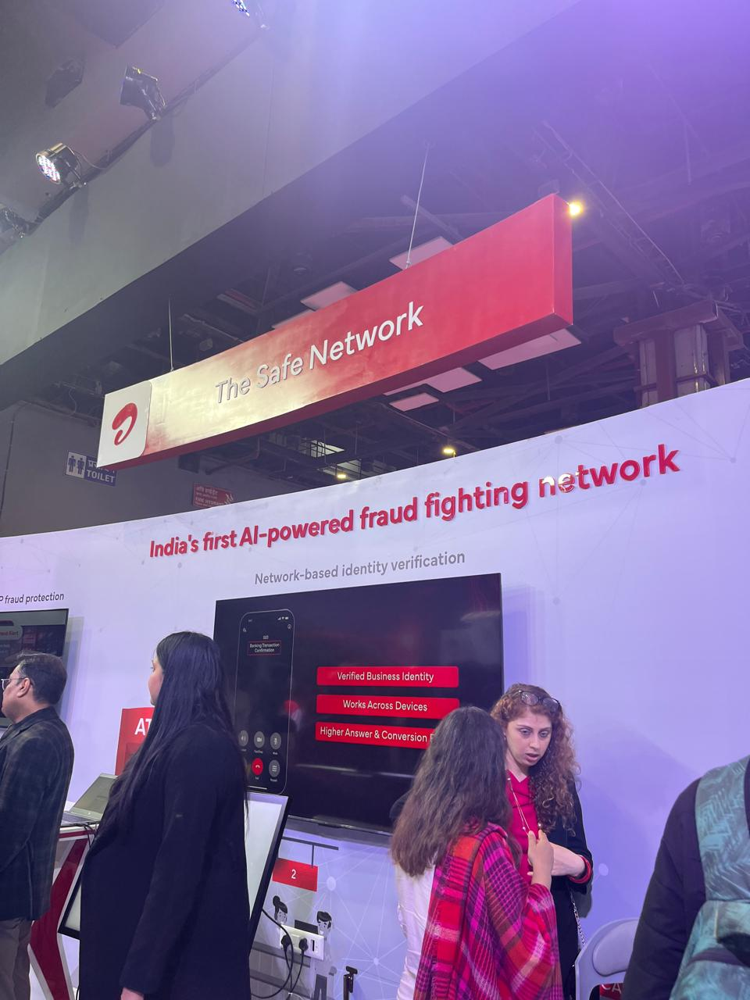 The Safe Network
TOILET
India's first AI-powered fraud fighting network
Network-based identity verification
P fraud protection
Banking Transaction
Confirmation
Verified Business Identity
Works Across Devices
Higher Answer & Conversion
AT
2